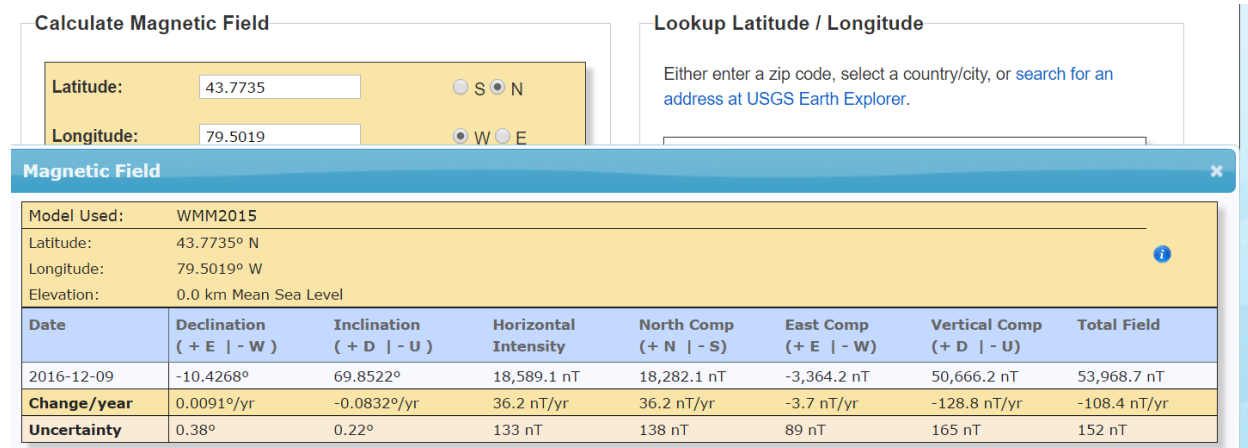 Calculate Magnetic Field
Lookup Latitude / Longitude
Latitude: 43.7735 S N
Longitude: 79.5019 W E
Either enter a zip code, select a country/city, or search for an
address at USGS Earth Explorer.
Magnetic Field
Model Used: WMM2015
Latitude: 43.7735º N
Longitude: 79.5019º W
Elevation: 0.0 km Mean Sea Level
Date Declination Inclination Horizontal North Comp East Comp Vertical Comp Total Field
( + E | - W ) ( + D | - U ) Intensity (+ N | - S) (+ E | - W) (+ D | - U)
2016-12-09 -10.4268º 69.8522º 18,589.1 nT 18,282.1 nT -3,364.2 nT 50,666.2 nT 53,968.7 nT
Change/year 0.0091º/yr -0.0832º/yr 36.2 nT/yr 36.2 nT/yr -3.7 nT/yr -128.8 nT/yr -108.4 nT/yr
Uncertainty 0.38º 0.22º 133 nT 138 nT 89 nT 165 nT 152 nT